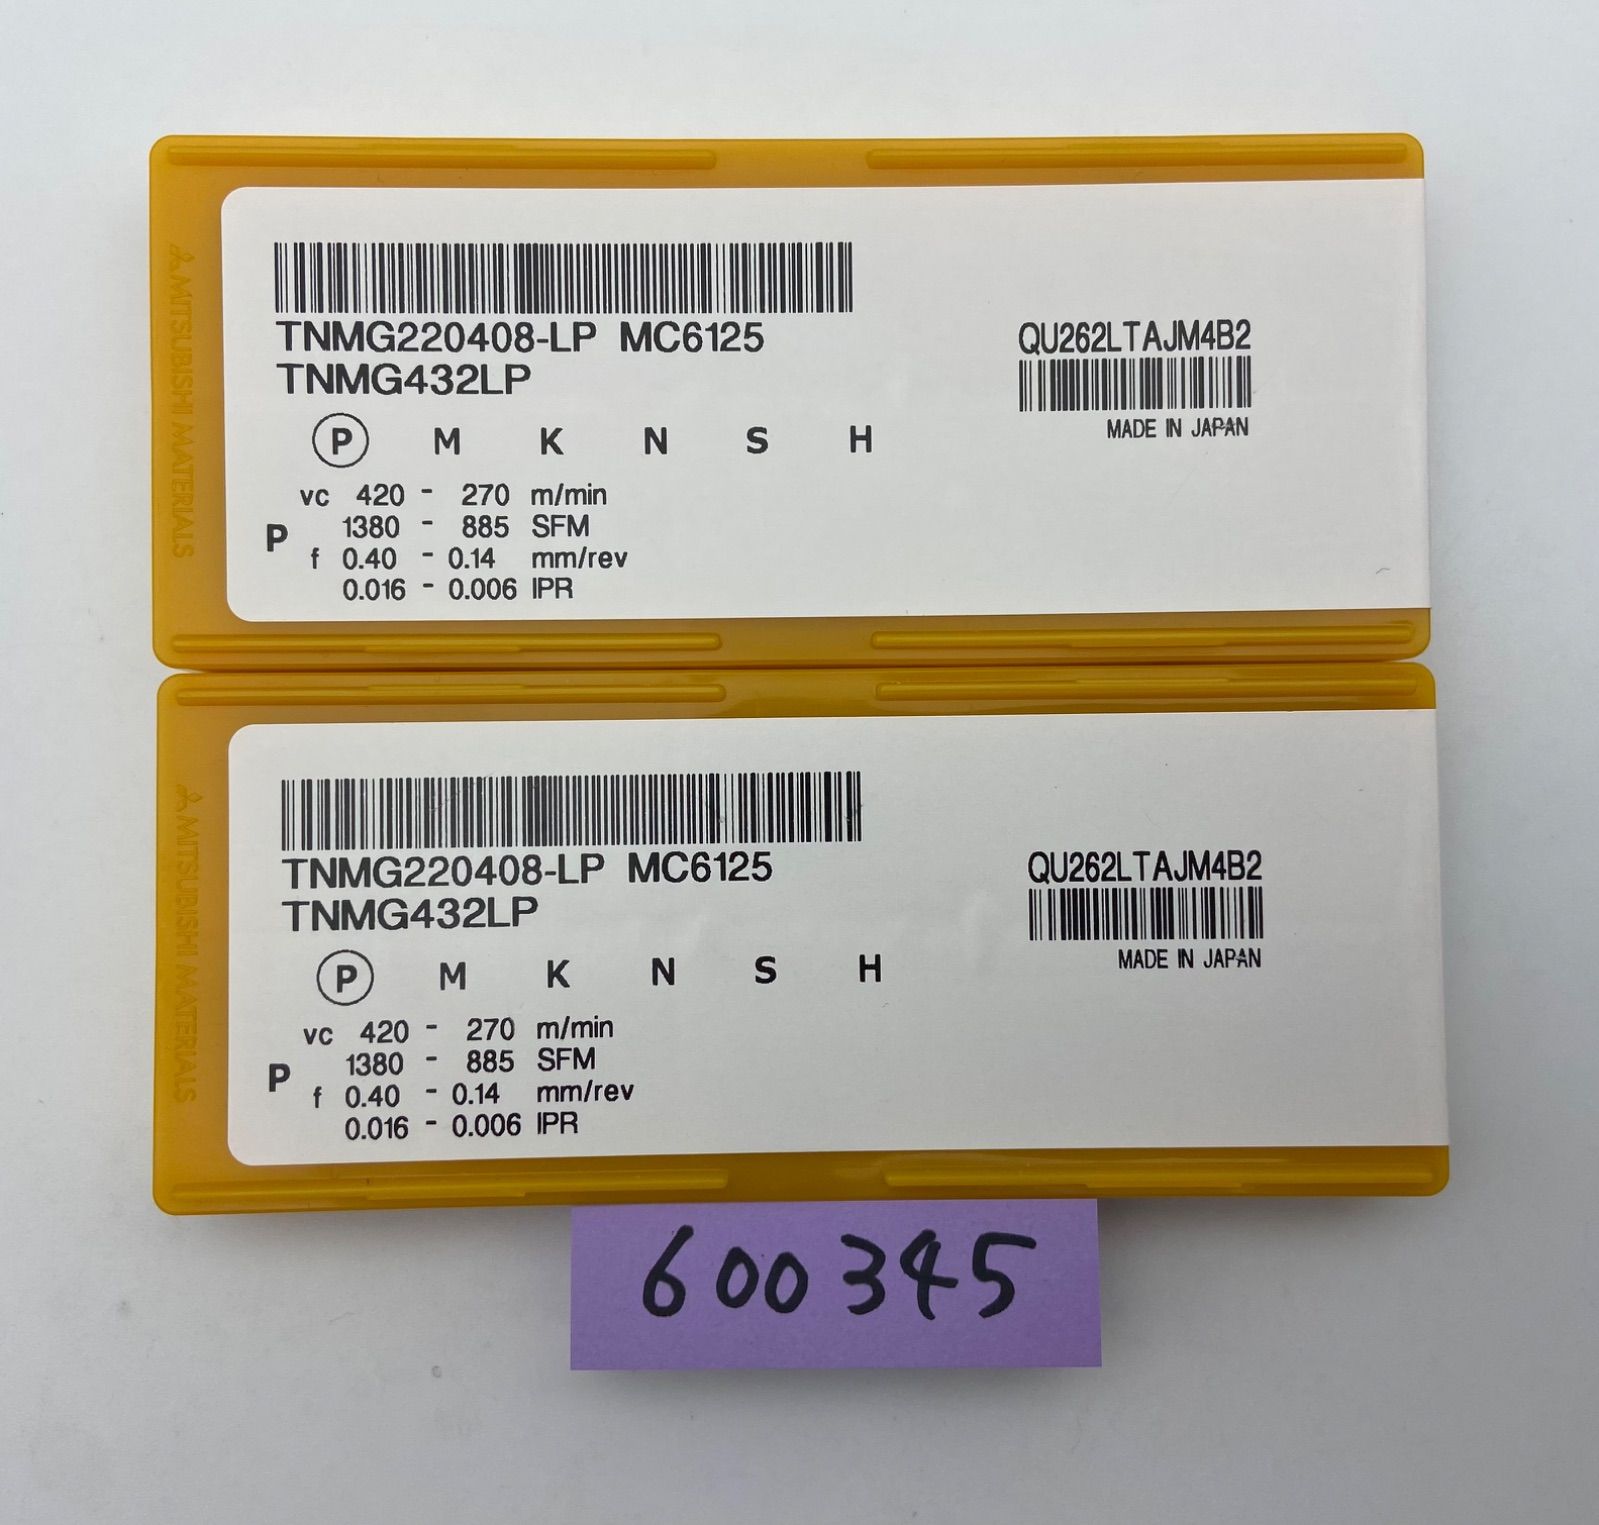 MITSUBISHI MATERIALS
TNMG220408-LP MC6125
TNMG432LP
QU262LTAJM4B2
MADE IN JAPAN
P M K N S H
vc 420 - 270 m/min
1380 - 885 SFM
P
f 0.40 - 0.14 mm/rev
0.016 - 0.006 IPR
MITSUBISHI MATERIALS
TNMG220408-LP MC6125
TNMG432LP
QU262LTAJM4B2
MADE IN JAPAN
P M K N S H
vc 420 - 270 m/min
1380 - 885 SFM
P
f 0.40 - 0.14 mm/rev
0.016 - 0.006 IPR
600345